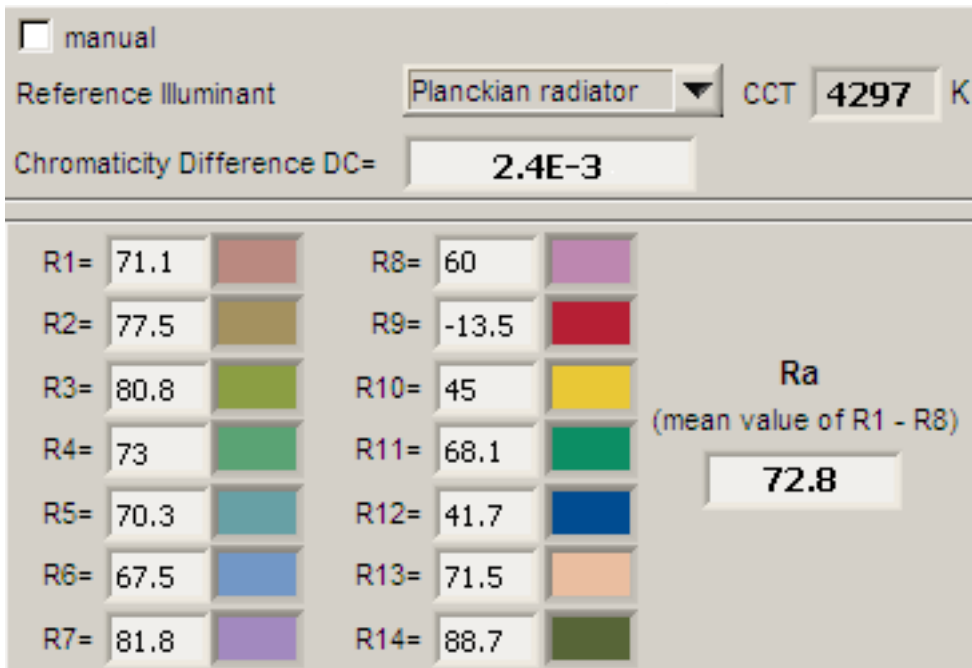 manual
Reference Illuminant Planckian radiator CCT 4297 K
Chromaticity Difference DC= 2.4E-3
R1= 71.1 R8= 60
R2= 77.5 R9= -13.5
R3= 80.8 R10= 45
R4= 73 R11= 68.1
R5= 70.3 R12= 41.7
R6= 67.5 R13= 71.5
R7= 81.8 R14= 88.7
Ra
(mean value of R1 - R8)
72.8